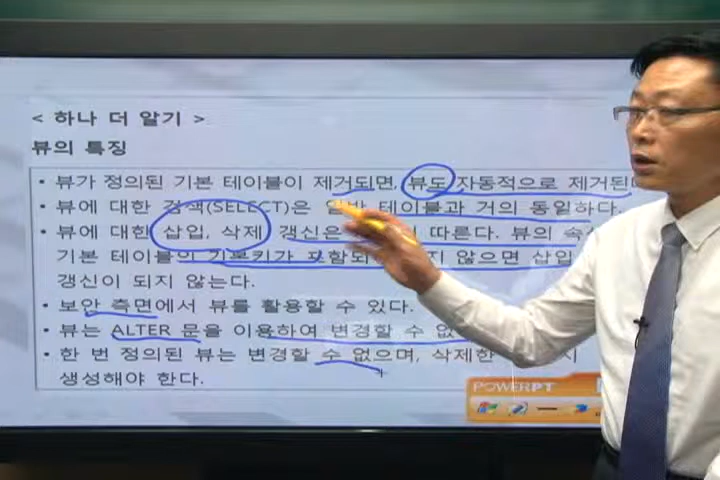 < 하나 더 알기 >
뷰의 특징
• 뷰가 정의된 기본 테이블이 제거되면, 뷰도 자동적으로 제거된다
• 뷰에 대한 검색(SELECT)은 일반 테이블과 거의 동일하다.
• 뷰에 대한 삽입, 삭제 갱신은 따른다. 뷰의
기본 테이블의 기본키가 포함되 않으면 삽입
갱신이 되지 않는다.
• 보안 측면에서 뷰를 활용할 수 있다.
• 뷰는 ALTER 문을 이용하여 변경할 수
• 한 번 정의된 뷰는 변경할 수 없으며, 삭제한
생성해야 한다.
POWERPT